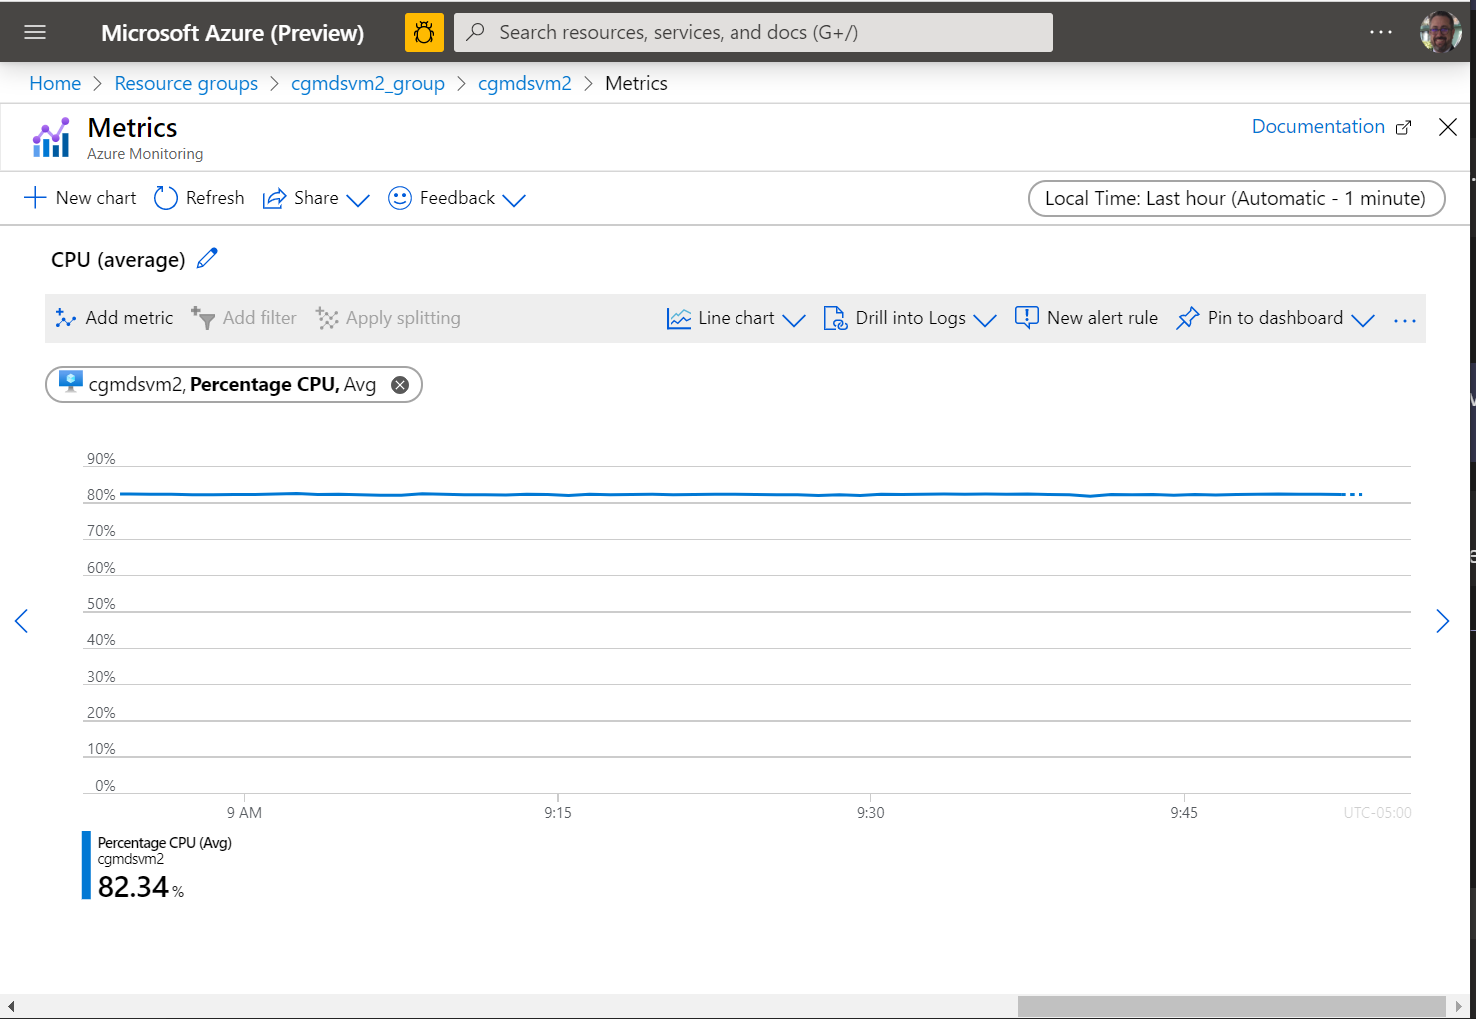 Microsoft Azure (Preview)
Search resources, services, and docs (G+/)
Home > Resource groups > cgmdsvm2_group > cgmdsvm2 > Metrics
Metrics
Azure Monitoring
Documentation
New chart Refresh Share Feedback
Local Time: Last hour (Automatic - 1 minute)
CPU (average)
Add metric Add filter Apply splitting Line chart Drill into Logs New alert rule Pin to dashboard ...
cgmdsvm2, Percentage CPU, Avg
90%
80%
70%
60%
50%
40%
30%
20%
10%
0%
9 AM 9:15 9:30 9:45 UTC-05:00
Percentage CPU (Avg)
cgmdsvm2
82.34 %